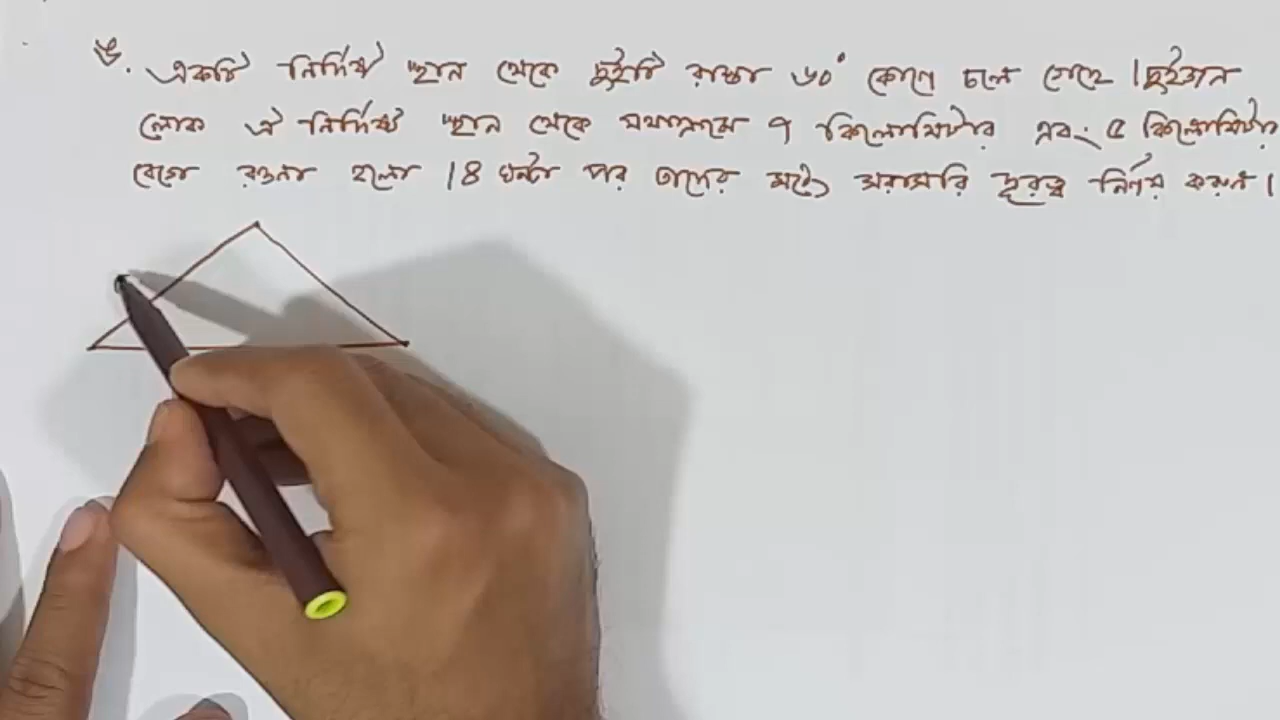 ৬. একটি নির্দিষ্ট স্থান থেকে দুইটি রাস্তা ৬০° কোণে চলে গেছে। দুইজন
লোক ঐ নির্দিষ্ট স্থান থেকে যথাক্রমে ৭ কিলোমিটার এবং ৫ কিলোমিটার
বেগে রওনা হলো। ৪ ঘন্টা পর তাদের মধ্যে সরাসরি দূরত্ব নির্ণয় করুন।